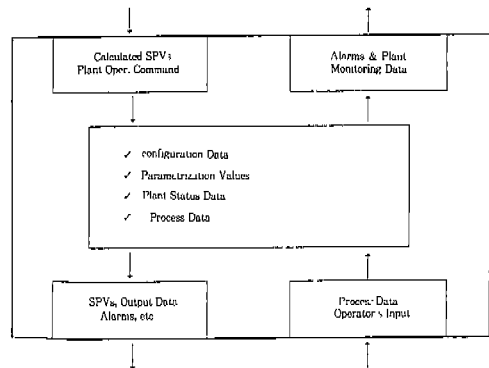 Calculated SPVs
Plant Oper. Command
Alarms & Plant
Monitoring Data
✓ configuration Data
✓ Parametrization Values
✓ Plant Status Data
✓ Process Data
SPVs, Output Data
Alarms, etc
Process Data
Operator's Input